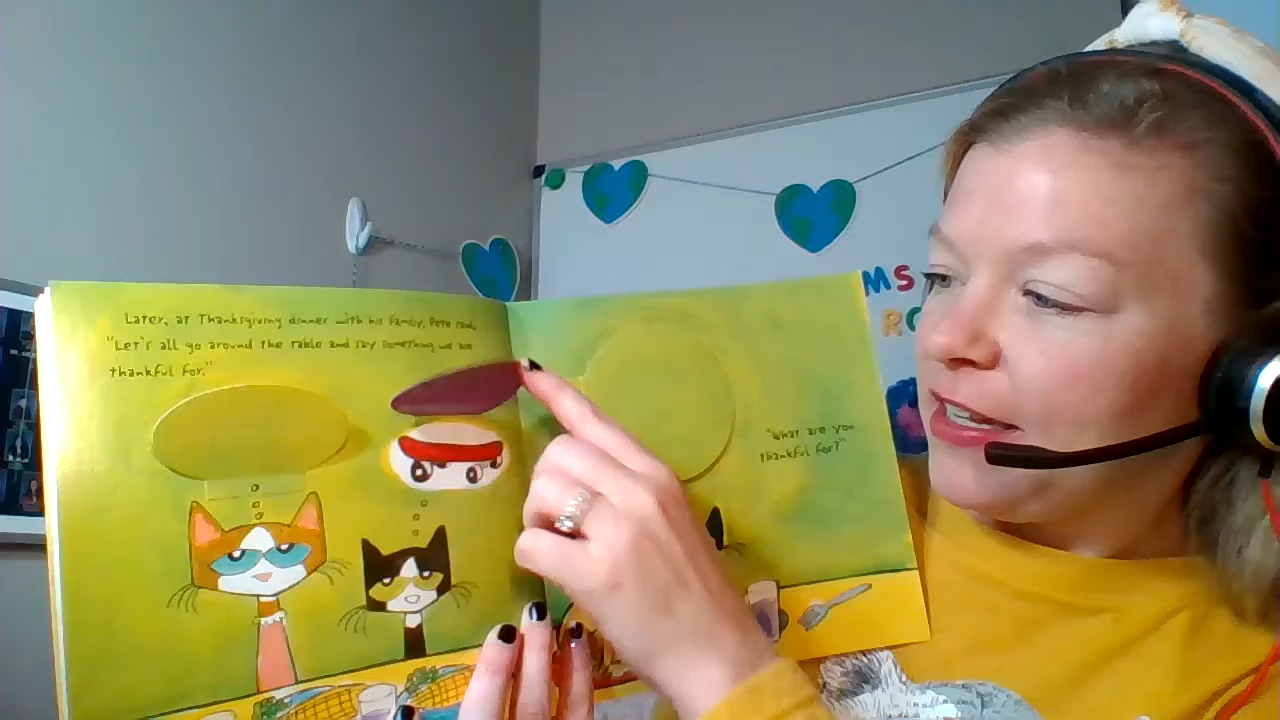 Later, at Thanksgiving dinner with his family, Pete said,
"Let's all go around the table and say something we are
thankful for."
"What are you
thankful for?"
MS
RO